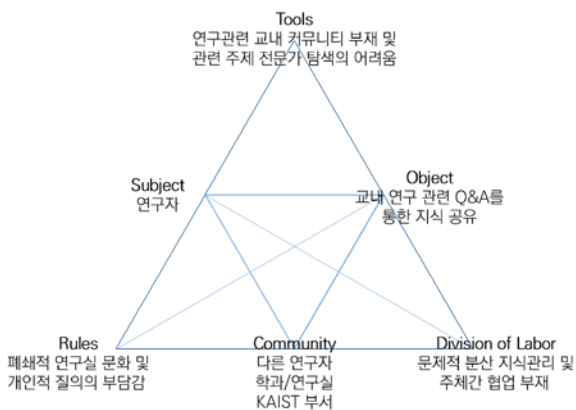 Tools
연구관련 교내 커뮤니티 부재 및
관련 주제 전문가 탐색의 어려움
Subject
연구자
Object
교내 연구 관련 Q&A를
통한 지식 공유
Rules
폐쇄적 연구실 문화 및
개인적 질의의 부담감
Community
다른 연구자
학과/연구실
KAIST 부서
Division of Labor
문제적 분산 지식관리 및
주체간 협업 부재